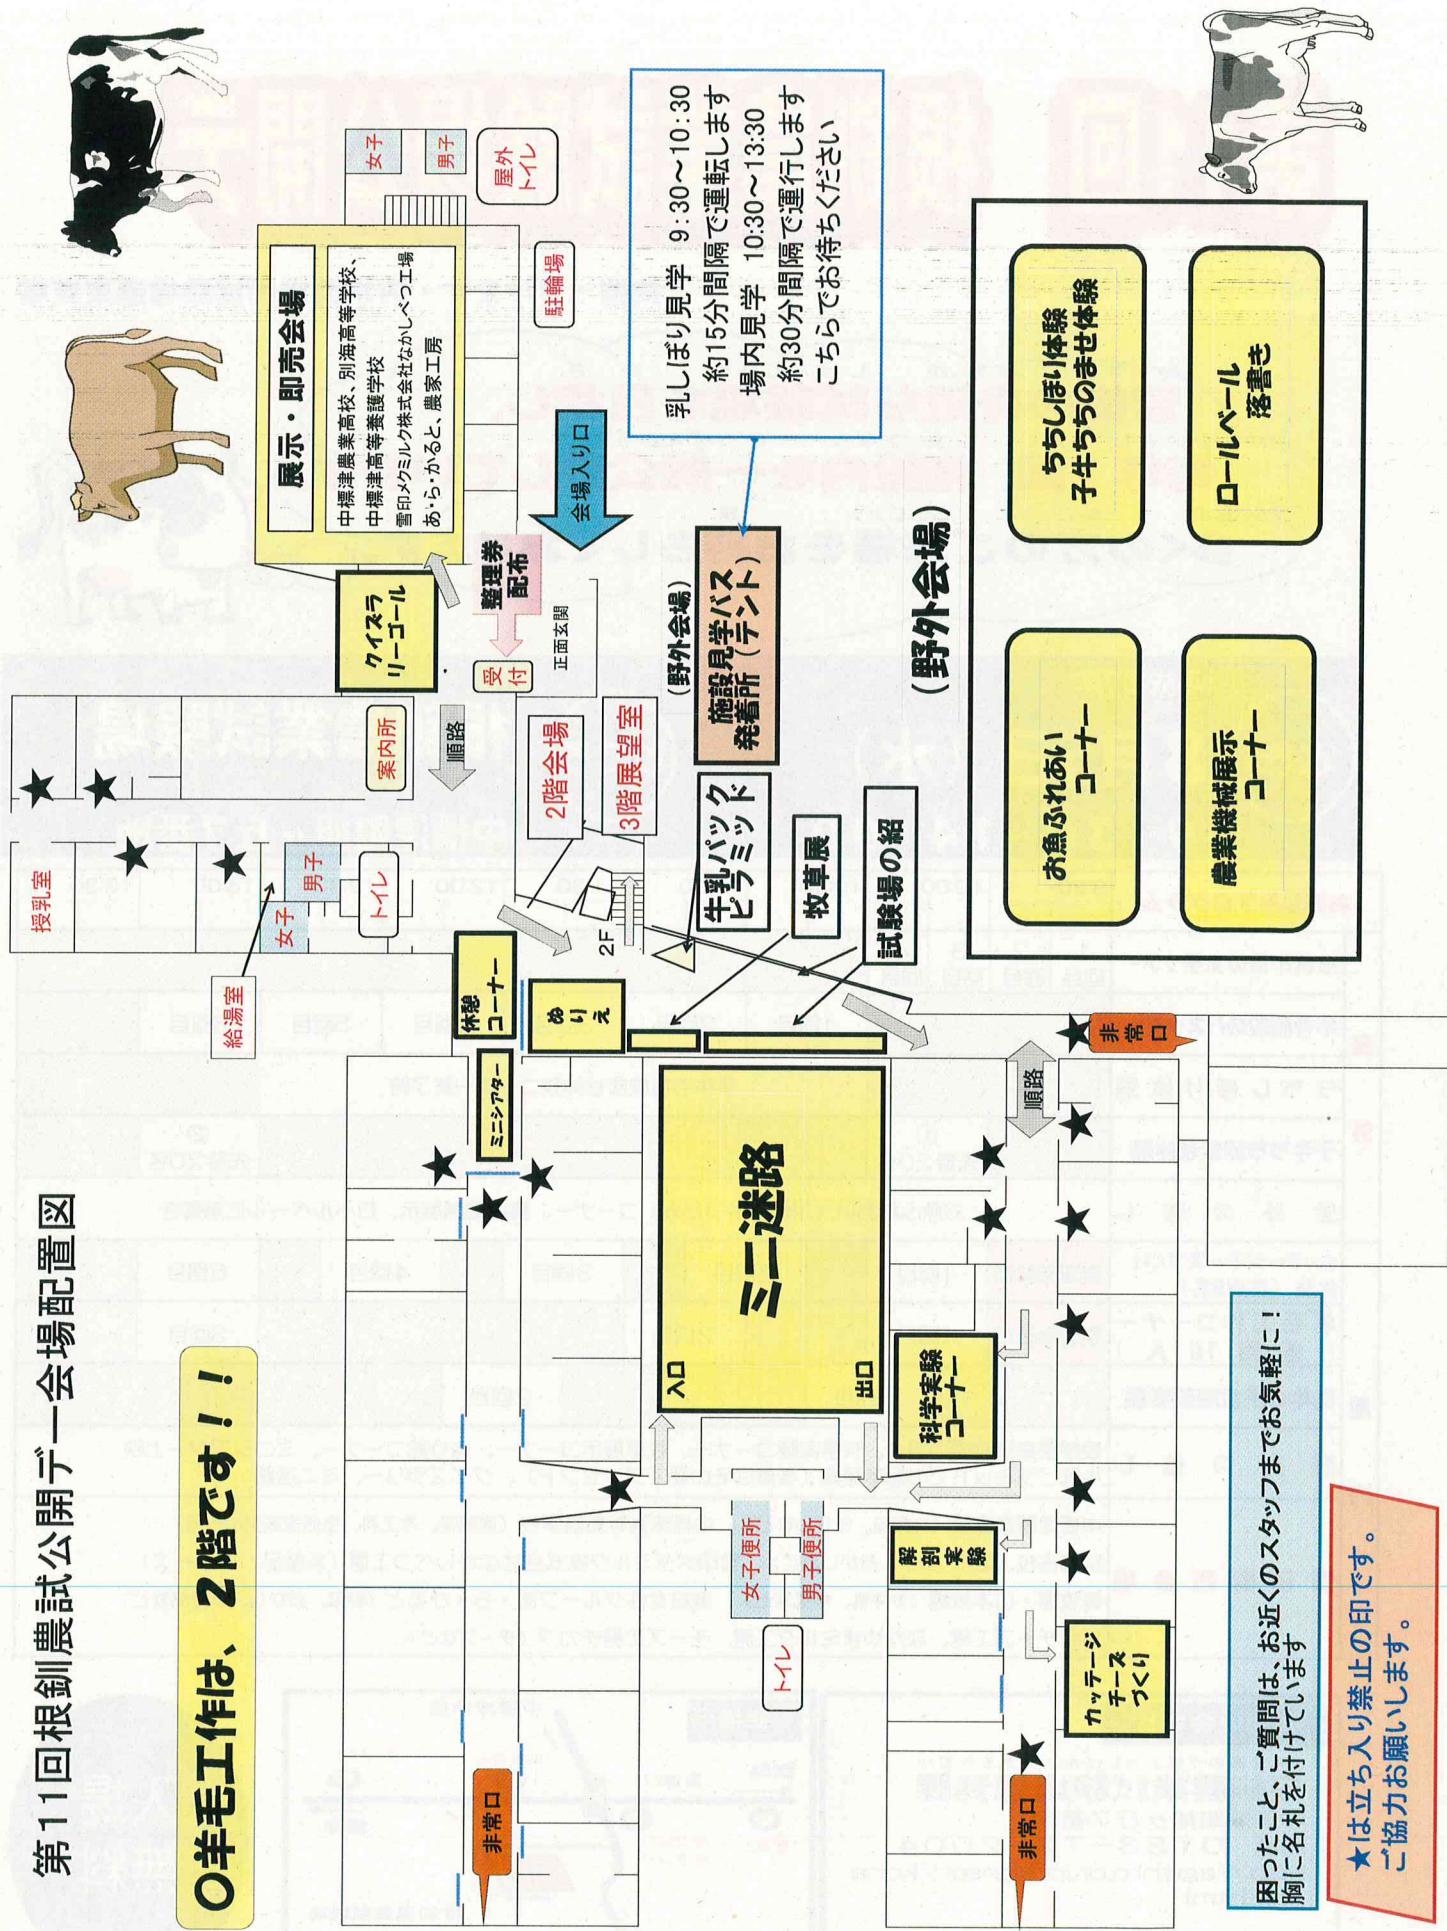 第11回根釧農試公開デー会場配置図
〇羊毛工作は、2階です！！
授乳室
給湯室
女子
男子
トイレ
案内所
順路
クイズラ
リーゴール
展示・即売会場
中標津農業高校、別海高等学校、
中標津高等養護学校
雪印メグミルク株式会社なかしべつ工場
あ・ら・かると、農家工房
女子
男子
屋外
トイレ
駐輪場
整理券
配布
受付
正面玄関
会場入り口
休憩
コーナー
ミニシアター
ぬりえ
2階会場
3階展望室
2F
牛乳パック
ピラミッド
牧草展
試験場の紹
(野外会場)
施設見学バス
発着所（テント）
乳しぼり見学 9:30～10:30
約15分間隔で運転します
場内見学 10:30～13:30
約30分間隔で運行します
こちらでお待ちください
ミニ迷路
入口
出口
順路
非常口
科学実験
コーナー
解剖実験
女子便所
男子便所
トイレ
カッテージ
チーズ
づくり
非常口
非常口
(野外会場)
お魚ふれあい
コーナー
ちちしぼり体験
子牛ちちのませ体験
農業機械展示
コーナー
ロールベール
落書き
困ったこと、ご質問は、お近くのスタッフまでお気軽に！
胸に名札を付けています
★は立ち入り禁止の印です。
ご協力お願いします。